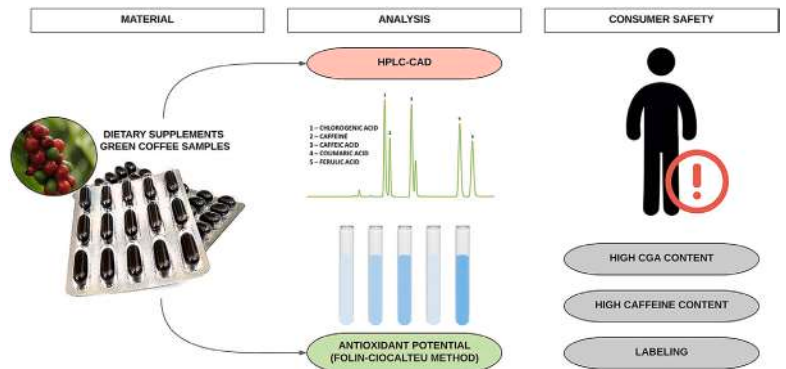 MATERIAL
ANALYSIS
CONSUMER SAFETY
HPLC-CAD
DIETARY SUPPLEMENTS
GREEN COFFEE SAMPLES
1 – CHLOROGENIC ACID
2 – CAFFEINE
3 – CAFFEIC ACID
4 – COUMARIC ACID
5 – FERULIC ACID
HIGH CGA CONTENT
HIGH CAFFEINE CONTENT
LABELING
ANTIOXIDANT POTENTIAL
(FOLIN-CIOCALTEU METHOD)